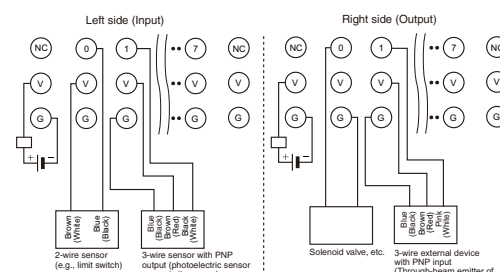 Left side (Input)
Right side (Output)
NC 0 1 •• 7 NC
V V V •• V V
G G G •• G G
+ −
Brown (White)
Blue (Black)
Blue (Black)
Brown (Red)
Black (White)
2-wire sensor
(e.g., limit switch)
3-wire sensor with PNP
output (photoelectric sensor
NC 0 1 •• 7 NC
V V V •• V V
G G G •• G G
+ −
Blue (Black)
Brown (Red)
Pink (White)
Solenoid valve, etc.
3-wire external device
with PNP input
(Through-beam emitter of